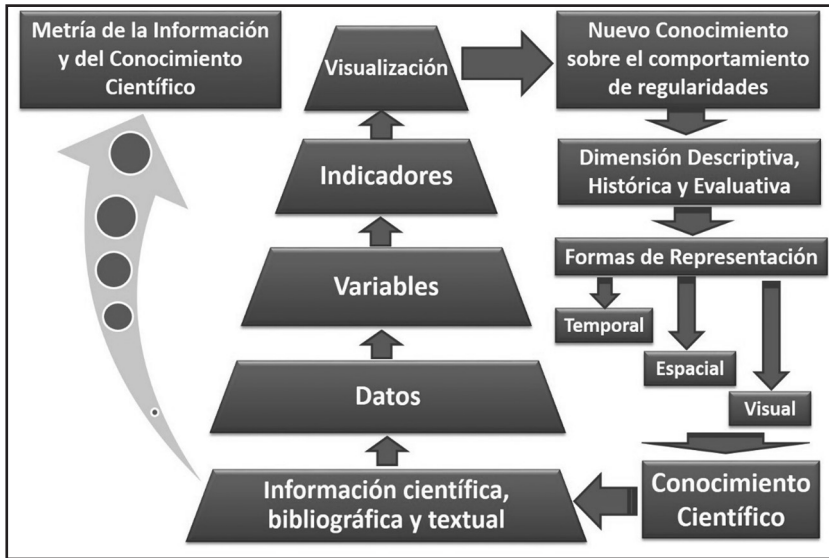 Metría de la Información
y del Conocimiento
Científico
Visualización
Indicadores
Variables
Datos
Información científica,
bibliográfica y textual
Nuevo Conocimiento
sobre el comportamiento
de regularidades
Dimensión Descriptiva,
Histórica y Evaluativa
Formas de Representación
Temporal
Espacial
Visual
Conocimiento
Científico